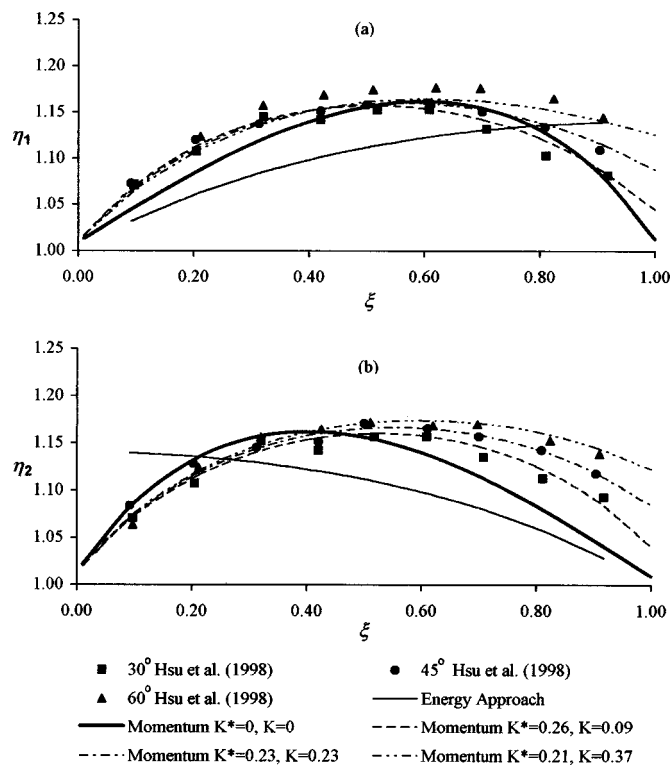 (a)
1.25
1.20
1.15
1.10
1.05
1.00
η1
0.00 0.20 0.40 0.60 0.80 1.00
ξ
(b)
1.25
1.20
1.15
1.10
1.05
1.00
η2
0.00 0.20 0.40 0.60 0.80 1.00
ξ
30° Hsu et al. (1998) 45° Hsu et al. (1998)
60° Hsu et al. (1998) Energy Approach
Momentum K*=0, K=0 Momentum K*=0.26, K=0.09
Momentum K*=0.23, K=0.23 Momentum K*=0.21, K=0.37